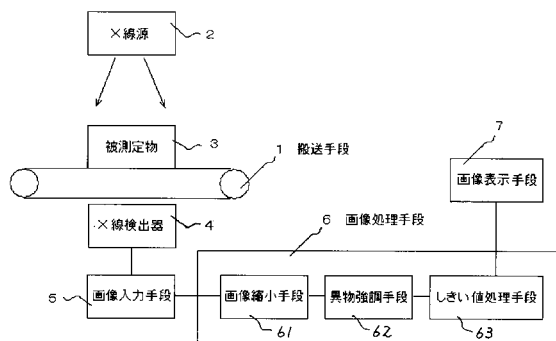 X線源
2
被測定物
3
1 搬送手段
7
画像表示手段
X線検出器
4
6 画像処理手段
5
画像入力手段
画像縮小手段
異物強調手段
しきい値処理手段
61
62
63